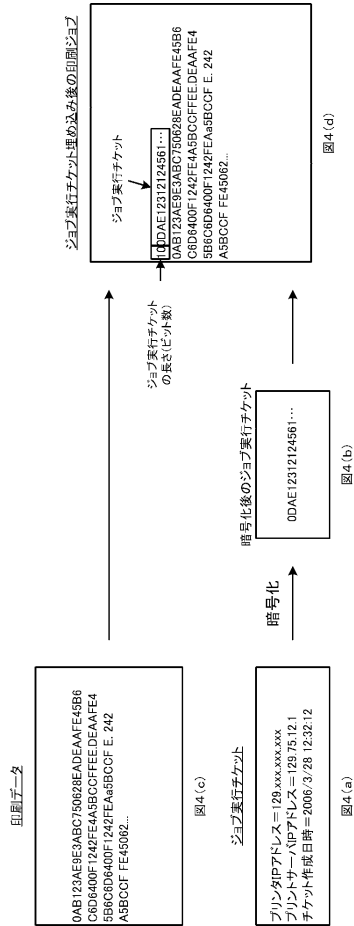 印刷データ
0AB123AE9E3ABC750628EADEAAFE45B6
C6D6400F1242FE4A5BCCFFEE.DEAAFE4
5B6C6D6400F1242FEAa5BCCF E. 242
A5BCCF FE45062...
図4(c)
ジョブ実行チケット
プリンタIPアドレス=129.xxx.xxx.xxx
プリントサーバIPアドレス=129.75.12.1
チケット作成日時=2006/3/28 12:32:12
図4(a)
暗号化
暗号化後のジョブ実行チケット
0DAE12312124561…
図4(b)
ジョブ実行チケット埋め込み後の印刷ジョブ
ジョブ実行チケット
ジョブ実行チケット
の長さ(ビット数)
100DAE12312124561…
0AB123AE9E3ABC750628EADEAAFE45B6
C6D6400F1242FE4A5BCCFFEE.DEAAFE4
5B6C6D6400F1242FEAa5BCCF E. 242
A5BCCF FE45062...
図4(d)